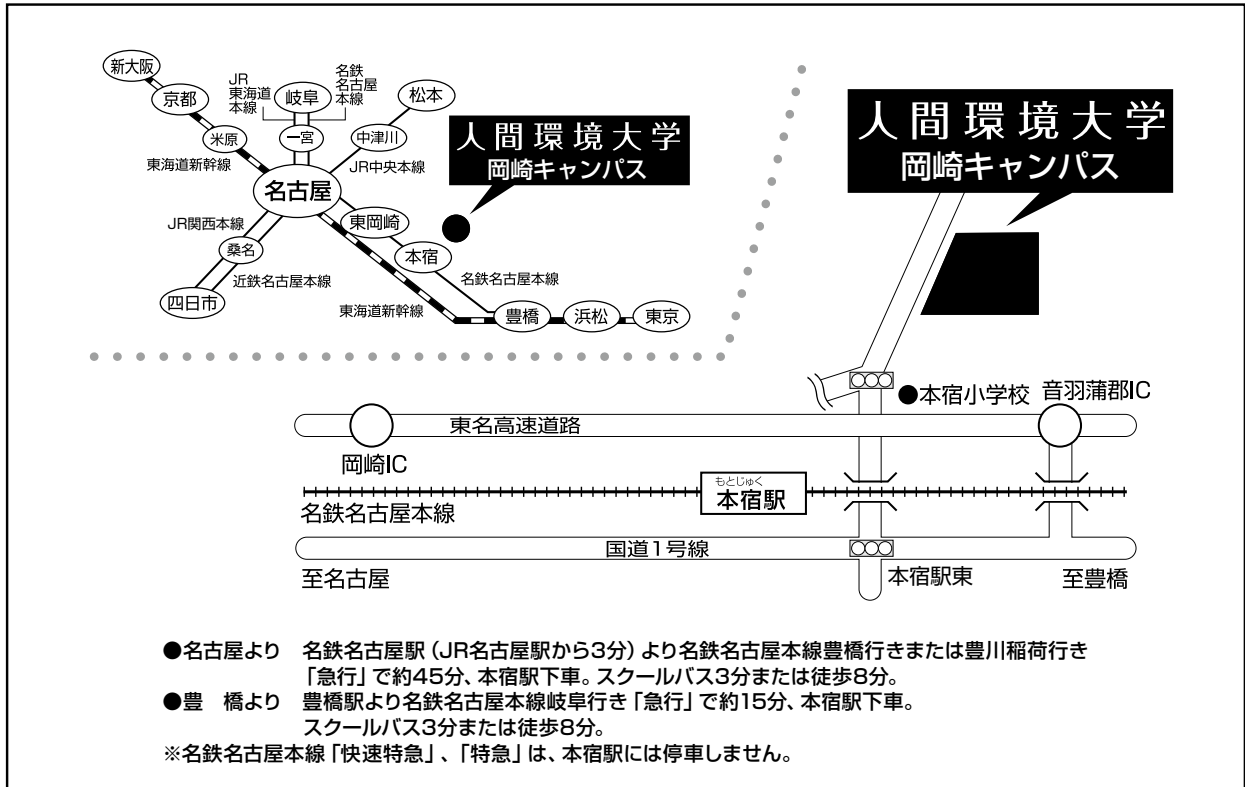 新大阪
京都
米原
東海道新幹線
JR
東海道
本線
岐阜
一宮
名鉄
名古屋
本線
松本
中津川
JR中央本線
名古屋
人間環境大学
岡崎キャンパス
東岡崎
本宿
JR関西本線
桑名
近鉄名古屋本線
四日市
名鉄名古屋本線
東海道新幹線
豊橋
浜松
東京
人間環境大学
岡崎キャンパス
●本宿小学校
音羽蒲郡IC
東名高速道路
岡崎IC
もとじゅく
本宿駅
名鉄名古屋本線
国道1号線
至名古屋
本宿駅東
至豊橋
●名古屋より 名鉄名古屋駅(JR名古屋駅から3分)より名鉄名古屋本線豊橋行きまたは豊川稲荷行き
「急行」で約45分、本宿駅下車。スクールバス3分または徒歩8分。
●豊 橋より 豊橋駅より名鉄名古屋本線岐阜行き「急行」で約15分、本宿駅下車。
スクールバス3分または徒歩8分。
※名鉄名古屋本線「快速特急」、「特急」は、本宿駅には停車しません。